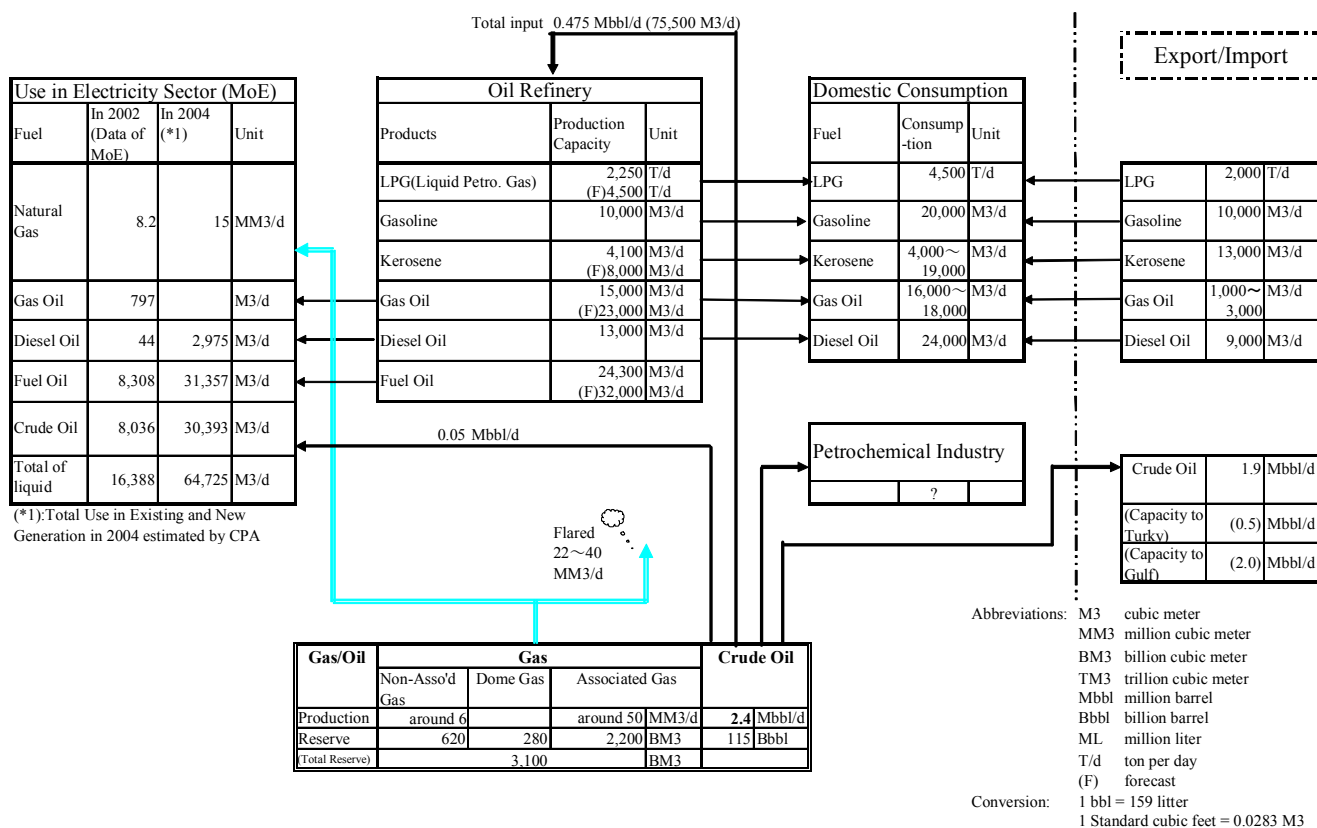 Total input 0.475 Mbbl/d (75,500 M3/d)
Export/Import
Use in Electricity Sector (MoE)
Fuel In 2002 (Data of MoE) In 2004 (*1) Unit
Natural Gas 8.2 15 MM3/d
Gas Oil 797 M3/d
Diesel Oil 44 2,975 M3/d
Fuel Oil 8,308 31,357 M3/d
Crude Oil 8,036 30,393 M3/d
Total of liquid 16,388 64,725 M3/d
(*1):Total Use in Existing and New
Generation in 2004 estimated by CPA
Oil Refinery
Products Production Capacity Unit
LPG(Liquid Petro. Gas) 2,250 T/d
(F)4,500 T/d
Gasoline 10,000 M3/d
Kerosene 4,100 M3/d
(F)8,000 M3/d
Gas Oil 15,000 M3/d
(F)23,000 M3/d
Diesel Oil 13,000 M3/d
Fuel Oil 24,300 M3/d
(F)32,000 M3/d
Domestic Consumption
Fuel Consump -tion Unit
LPG 4,500 T/d
Gasoline 20,000 M3/d
Kerosene 4,000～ M3/d
19,000
Gas Oil 16,000～ M3/d
18,000
Diesel Oil 24,000 M3/d
LPG 2,000 T/d
Gasoline 10,000 M3/d
Kerosene 13,000 M3/d
Gas Oil 1,000～ M3/d
3,000
Diesel Oil 9,000 M3/d
0.05 Mbbl/d
Petrochemical Industry
?
Crude Oil 1.9 Mbbl/d
(Capacity to Turky) (0.5) Mbbl/d
(Capacity to Gulf) (2.0) Mbbl/d
Flared
22～40
MM3/d
Gas/Oil Gas Crude Oil
Non-Asso'd Gas Dome Gas Associated Gas
Production around 6 around 50 MM3/d 2.4 Mbbl/d
Reserve 620 280 2,200 BM3 115 Bbbl
(Total Reserve) 3,100 BM3
Abbreviations: M3 cubic meter
MM3 million cubic meter
BM3 billion cubic meter
TM3 trillion cubic meter
Mbbl million barrel
Bbbl billion barrel
ML million liter
T/d ton per day
(F) forecast
Conversion: 1 bbl = 159 litter
1 Standard cubic feet = 0.0283 M3